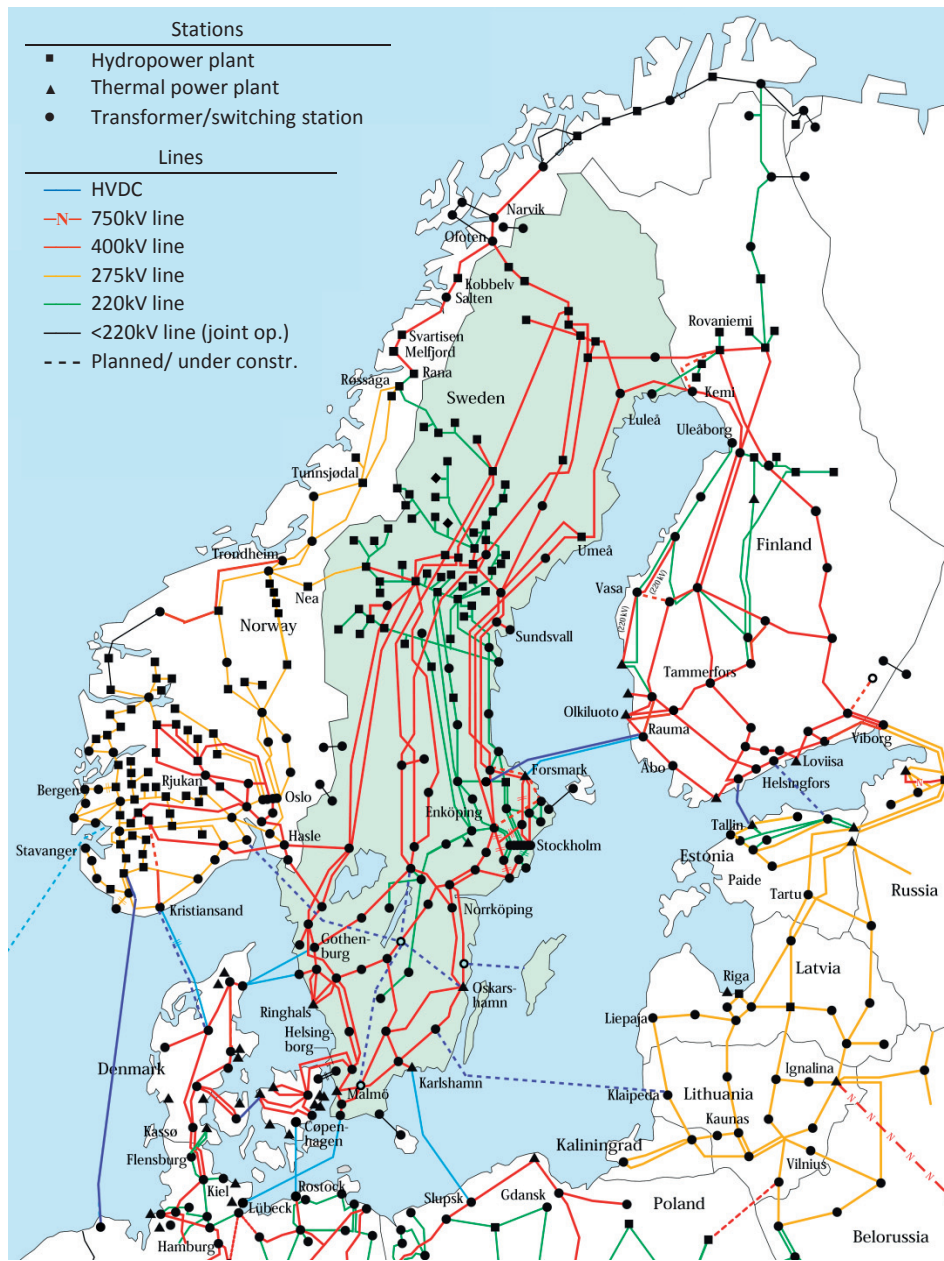 Stations
Hydropower plant
Thermal power plant
Transformer/switching station
Lines
HVDC
N 750kV line
400kV line
275kV line
220kV line
<220kV line (joint op.)
Planned/ under constr.
Narvik
Ofoten
Kobbelv
Salten
Svartisen
Melfjord
Rana
Røssåga
Rovaniemi
Sweden
Kemi
Luleå
Uleåborg
Tunnsjødal
Finland
Trondheim
Umeå
Nea
Vasa
(220kV)
(220 kV)
Norway
Sundsvall
Tammerfors
Olkiluoto
Rauma
Viborg
Åbo
Loviisa
Helsingfors
Forsmark
Rjukan
Bergen
Oslo
Enköping
Hasle
Stockholm
Tallin
Stavanger
Estonia
Paide
Russia
Tartu
Kristiansand
Norrköping
Gothen-
burg
Latvia
Riga
Oskars-
hamn
Ringhals
Liepaja
Helsing-
borg
Denmark
Ignalina
Karlshamn
Malmö
Klaipeda
Lithuania
Kaunas
Kassø
Cøpen-
hagen
Kaliningrad
Vilnius
Flensburg
Kiel
Rostock
Slupsk
Gdansk
Poland
Lübeck
Hamburg
Belorussia
N
N
N
N
N
N